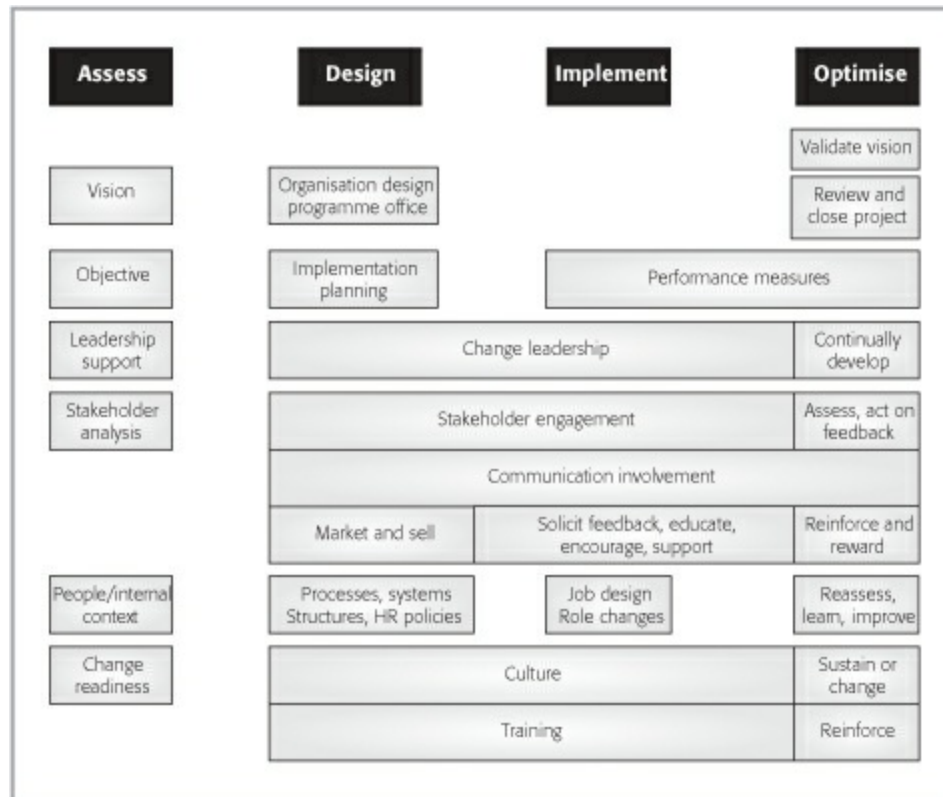 Assess
Design
Implement
Optimise
Validate vision
Vision
Organisation design
programme office
Review and
close project
Objective
Implementation
planning
Performance measures
Leadership
support
Change leadership
Continually
develop
Stakeholder
analysis
Stakeholder engagement
Assess, act on
feedback
Communication involvement
Market and sell
Solicit feedback, educate,
encourage, support
Reinforce and
reward
People/internal
context
Processes, systems
Structures, HR policies
Job design
Role changes
Reassess,
learn, improve
Change
readiness
Culture
Sustain or
change
Training
Reinforce